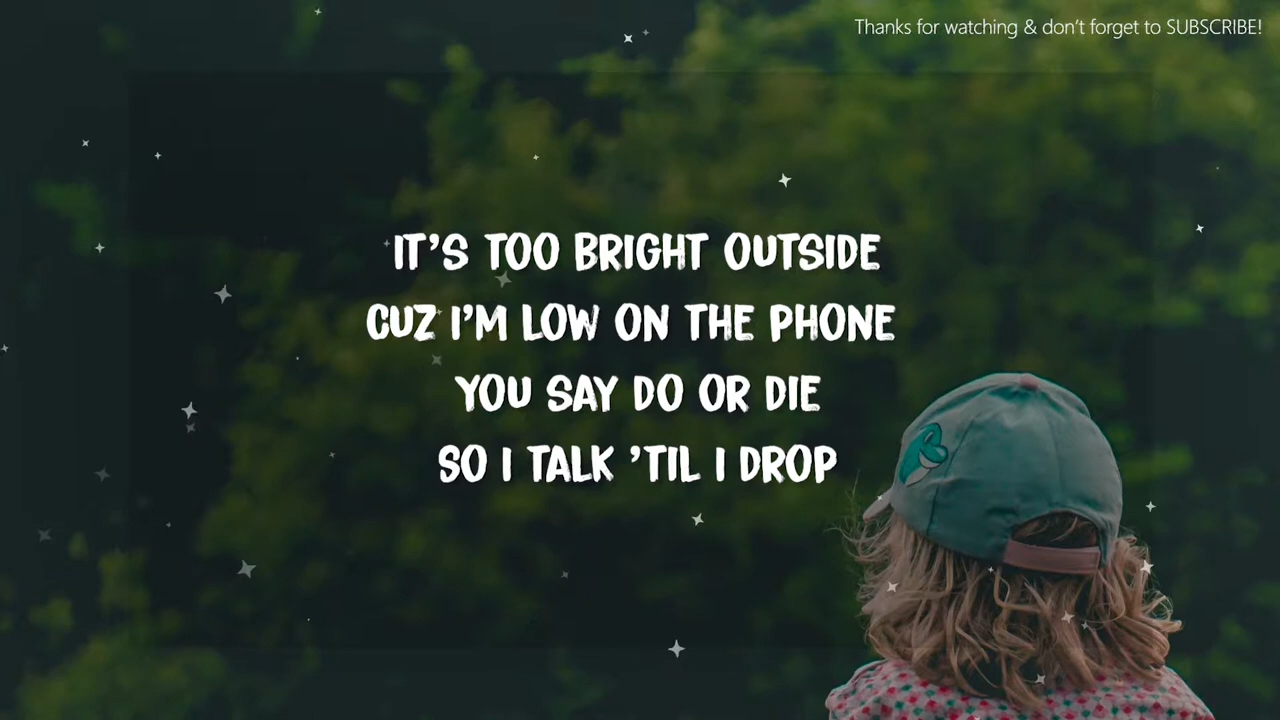 Thanks for watching & don't forget to SUBSCRIBE!
IT'S TOO BRIGHT OUTSIDE
CUZ I'M LOW ON THE PHONE
YOU SAY DO OR DIE
SO I TALK 'TIL I DROP